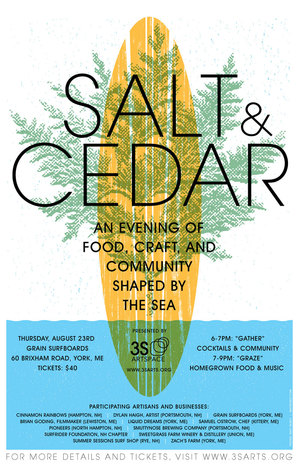 SALT &
CEDAR
AN EVENING OF
FOOD, CRAFT, AND
COMMUNITY
SHAPED BY
THE SEA
THURSDAY, AUGUST 23RD
GRAIN SURFBOARDS
60 BRIXHAM ROAD, YORK, ME
TICKETS: $40
PRESENTED BY
3S
ARTSPACE
WWW.3SARTS.ORG
6-7PM: "GATHER"
COCKTAILS & COMMUNITY
7-9PM: "GRAZE"
HOMEGROWN FOOD & MUSIC
PARTICIPATING ARTISANS AND BUSINESSES:
CINNAMON RAINBOWS (HAMPTON, NH) DYLAN HAIGH, ARTIST (PORTSMOUTH, NH) GRAIN SURFBOARDS (YORK, ME)
BRIAN GODING, FILMMAKER (LEWISTON, ME) LIQUID DREAMS (YORK, ME) SAMUEL OSTROW, CHEF (KITTERY, ME)
PIONEERS (NORTH HAMPTON, NH) EARTHROSE BREWING COMPANY (PORTSMOUTH, NH)
SURFRIDER FOUNDATION, NH CHAPTER SWEETGRASS FARM WINERY & DISTILLERY (UNION, ME)
SUMMER SESSIONS SURF SHOP (RYE, NH) ZACH'S FARM (YORK, ME)
FOR MORE DETAILS AND TICKETS, VISIT WWW.3SARTS.ORG